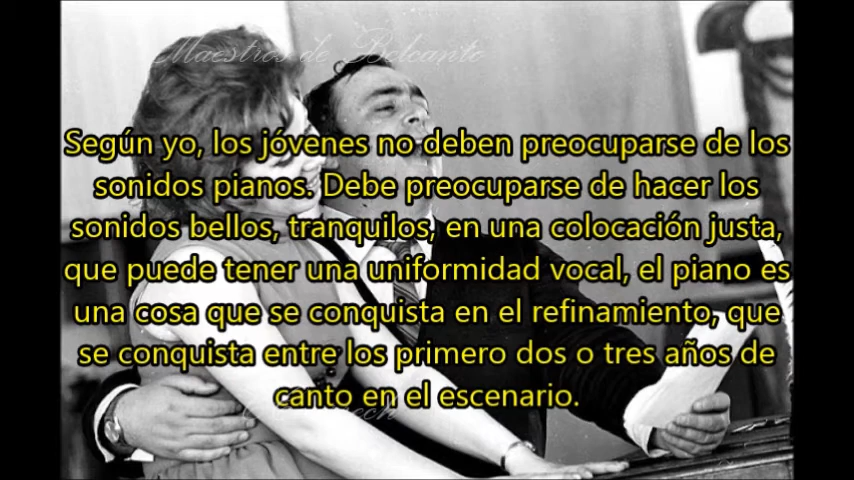 Maestros de Belcanto
Según yo, los jóvenes no deben preocuparse de los
sonidos pianos. Debe preocuparse de hacer los
sonidos bellos, tranquilos, en una colocación justa,
que puede tener una uniformidad vocal, el piano es
una cosa que se conquista en el refinamiento, que
se conquista entre los primero dos o tres años de
canto en el escenario.